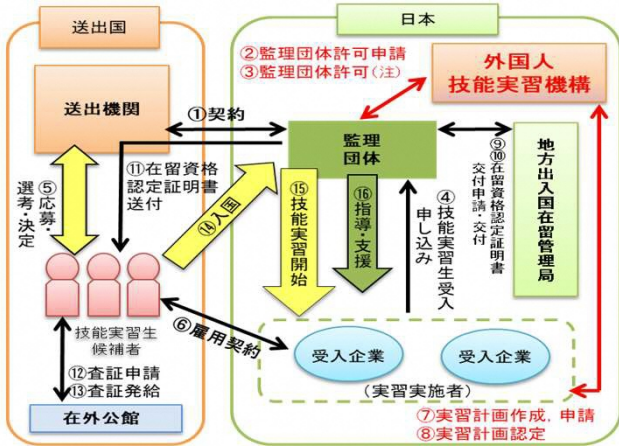 送出国
日本
送出機関
②監理団体許可申請
③監理団体許可(注)
外国人
技能実習機構
①契約
監理
団体
⑤応募・
選考・決定
⑪在留資格
認定証明書
送付
⑭入国
⑮技能実習開始
⑯指導・支援
④技能実習生受入
申し込み
⑨⑩在留資格認定証明書
交付申請・交付
地方出入国在留管理局
技能実習生
候補者
⑥雇用契約
受入企業
受入企業
(実習実施者)
⑫査証申請
⑬査証発給
在外公館
⑦実習計画作成，申請
⑧実習計画認定